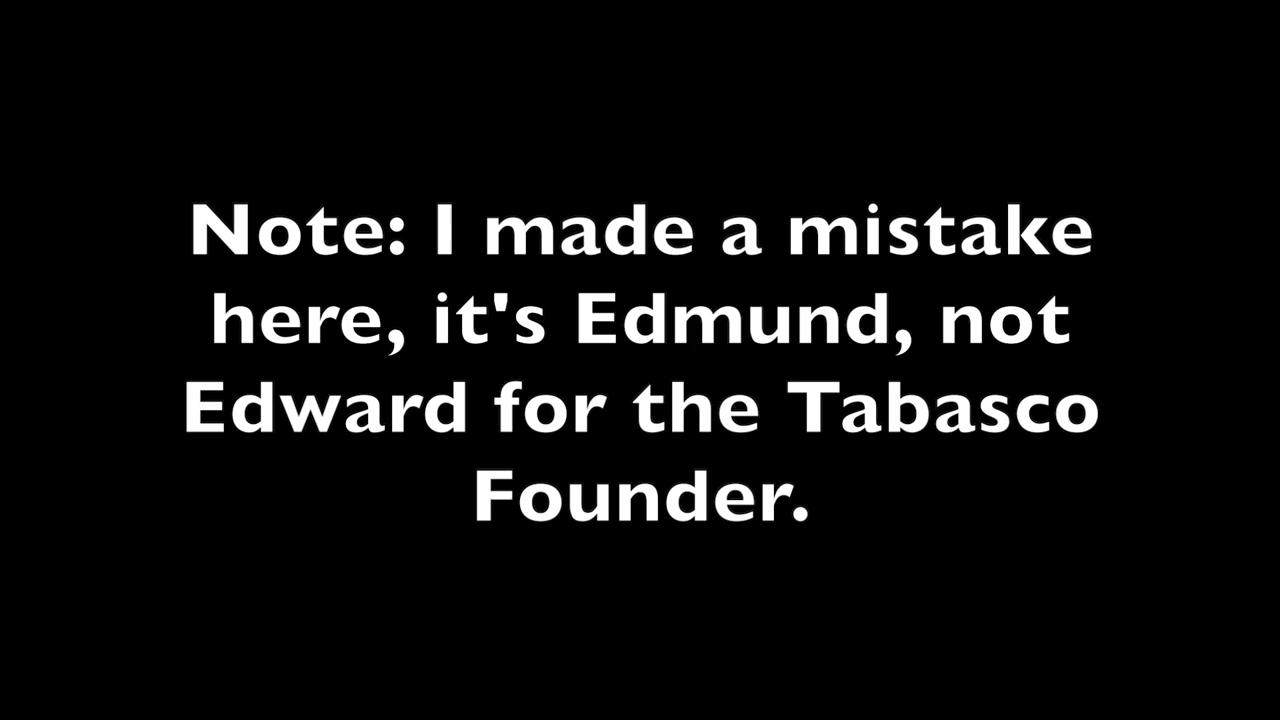 Note: I made a mistake
here, it's Edmund, not
Edward for the Tabasco
Founder.